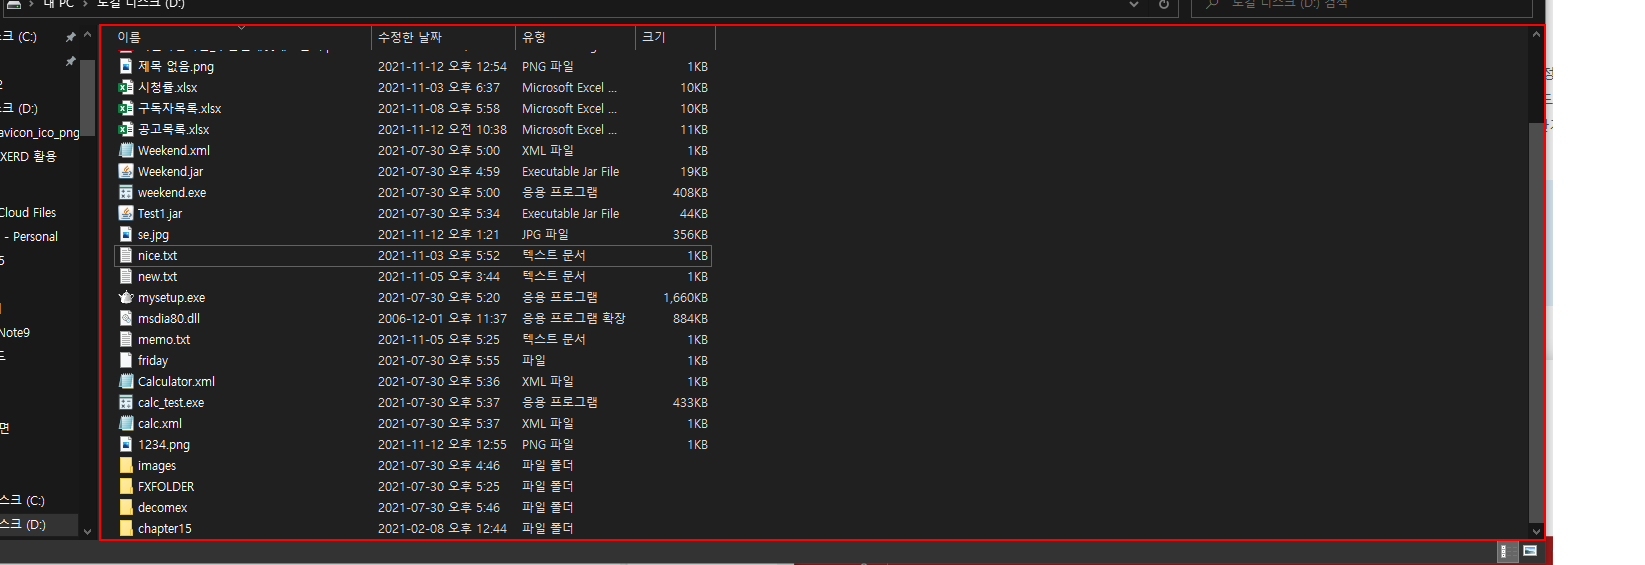 내 PC > 로컬 디스크 (D:)
로컬 디스크 (D:) 검색
스크 (C:)
스크 (D:)
avicon_ico_png
XERD 활용
Cloud Files
- Personal
Note9
스크 (C:)
스크 (D:)
이름 수정한 날짜 유형 크기
제목 없음.png 2021-11-12 오후 12:54 PNG 파일 1KB
시청률.xlsx 2021-11-03 오후 6:37 Microsoft Excel ... 10KB
구독자목록.xlsx 2021-11-08 오후 5:58 Microsoft Excel ... 10KB
공고목록.xlsx 2021-11-12 오전 10:38 Microsoft Excel ... 11KB
Weekend.xml 2021-07-30 오후 5:00 XML 파일 1KB
Weekend.jar 2021-07-30 오후 4:59 Executable Jar File 19KB
weekend.exe 2021-07-30 오후 5:00 응용 프로그램 408KB
Test1.jar 2021-07-30 오후 5:34 Executable Jar File 44KB
se.jpg 2021-11-12 오후 1:21 JPG 파일 356KB
nice.txt 2021-11-03 오후 5:52 텍스트 문서 1KB
new.txt 2021-11-05 오후 3:44 텍스트 문서 1KB
mysetup.exe 2021-07-30 오후 5:20 응용 프로그램 1,660KB
msdia80.dll 2006-12-01 오후 11:37 응용 프로그램 확장 884KB
memo.txt 2021-11-05 오후 5:25 텍스트 문서 1KB
friday 2021-07-30 오후 5:55 파일 1KB
Calculator.xml 2021-07-30 오후 5:36 XML 파일 1KB
calc_test.exe 2021-07-30 오후 5:37 응용 프로그램 433KB
calc.xml 2021-07-30 오후 5:37 XML 파일 1KB
1234.png 2021-11-12 오후 12:55 PNG 파일 1KB
images 2021-07-30 오후 4:46 파일 폴더
FXFOLDER 2021-07-30 오후 5:25 파일 폴더
decomex 2021-07-30 오후 5:46 파일 폴더
chapter15 2021-02-08 오후 12:44 파일 폴더